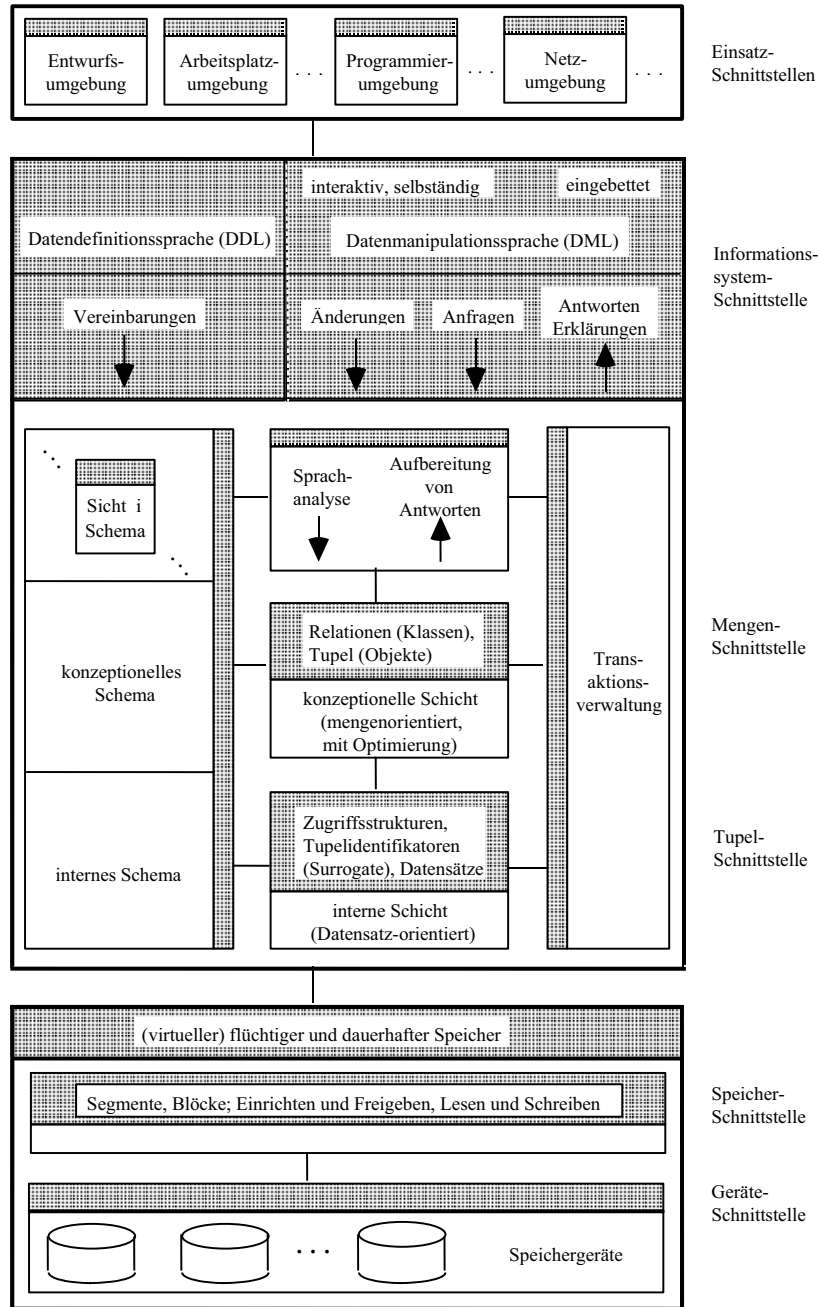 Entwurfs-
umgebung
Arbeitsplatz-
umgebung
. . .
Programmier-
umgebung
. . .
Netz-
umgebung
. . .
Einsatz-
Schnittstellen
interaktiv, selbständig
eingebettet
Datendefinitionssprache (DDL)
Datenmanipulationssprache (DML)
Informations-
system-
Schnittstelle
Vereinbarungen
Änderungen
Anfragen
Antworten
Erklärungen
. . .
Sicht i
Schema
. . .
Sprach-
analyse
Aufbereitung
von
Antworten
konzeptionelles
Schema
Relationen (Klassen),
Tupel (Objekte)
konzeptionelle Schicht
(mengenorientiert,
mit Optimierung)
Trans-
aktions-
verwaltung
Mengen-
Schnittstelle
internes Schema
Zugriffsstrukturen,
Tupelidentifikatoren
(Surrogate), Datensätze
interne Schicht
(Datensatz-orientiert)
Tupel-
Schnittstelle
(virtueller) flüchtiger und dauerhafter Speicher
Segmente, Blöcke; Einrichten und Freigeben, Lesen und Schreiben
Speicher-
Schnittstelle
Geräte-
Schnittstelle
. . .
Speichergeräte